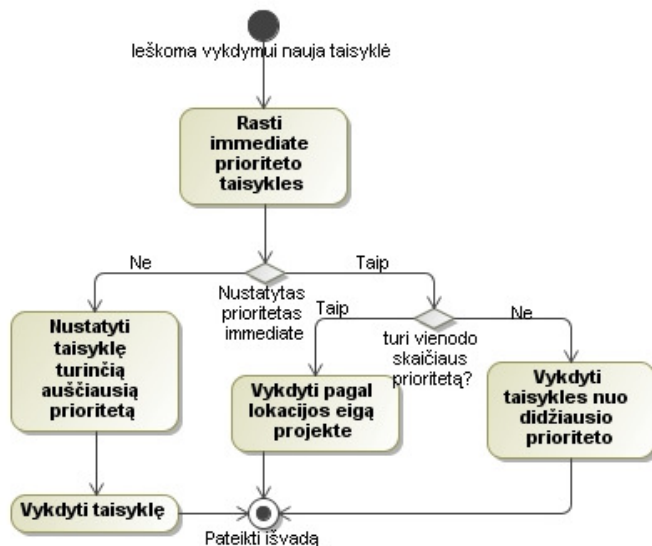 Ieškoma vykdymui nauja taisyklė
Rasti
immediate
prioriteto
taisykles
Ne
Taip
Nustatytas
prioritetas
immediate
Taip
Ne
turi vienodo
skaičiaus
prioritetą?
Nustatyti
taisyklę
turinčią
auščiausią
prioritetą
Vykdyti pagal
lokacijos eigą
projekte
Vykdyti
taisykles nuo
didžiausio
prioriteto
Vykdyti taisyklę
Pateikti išvadą